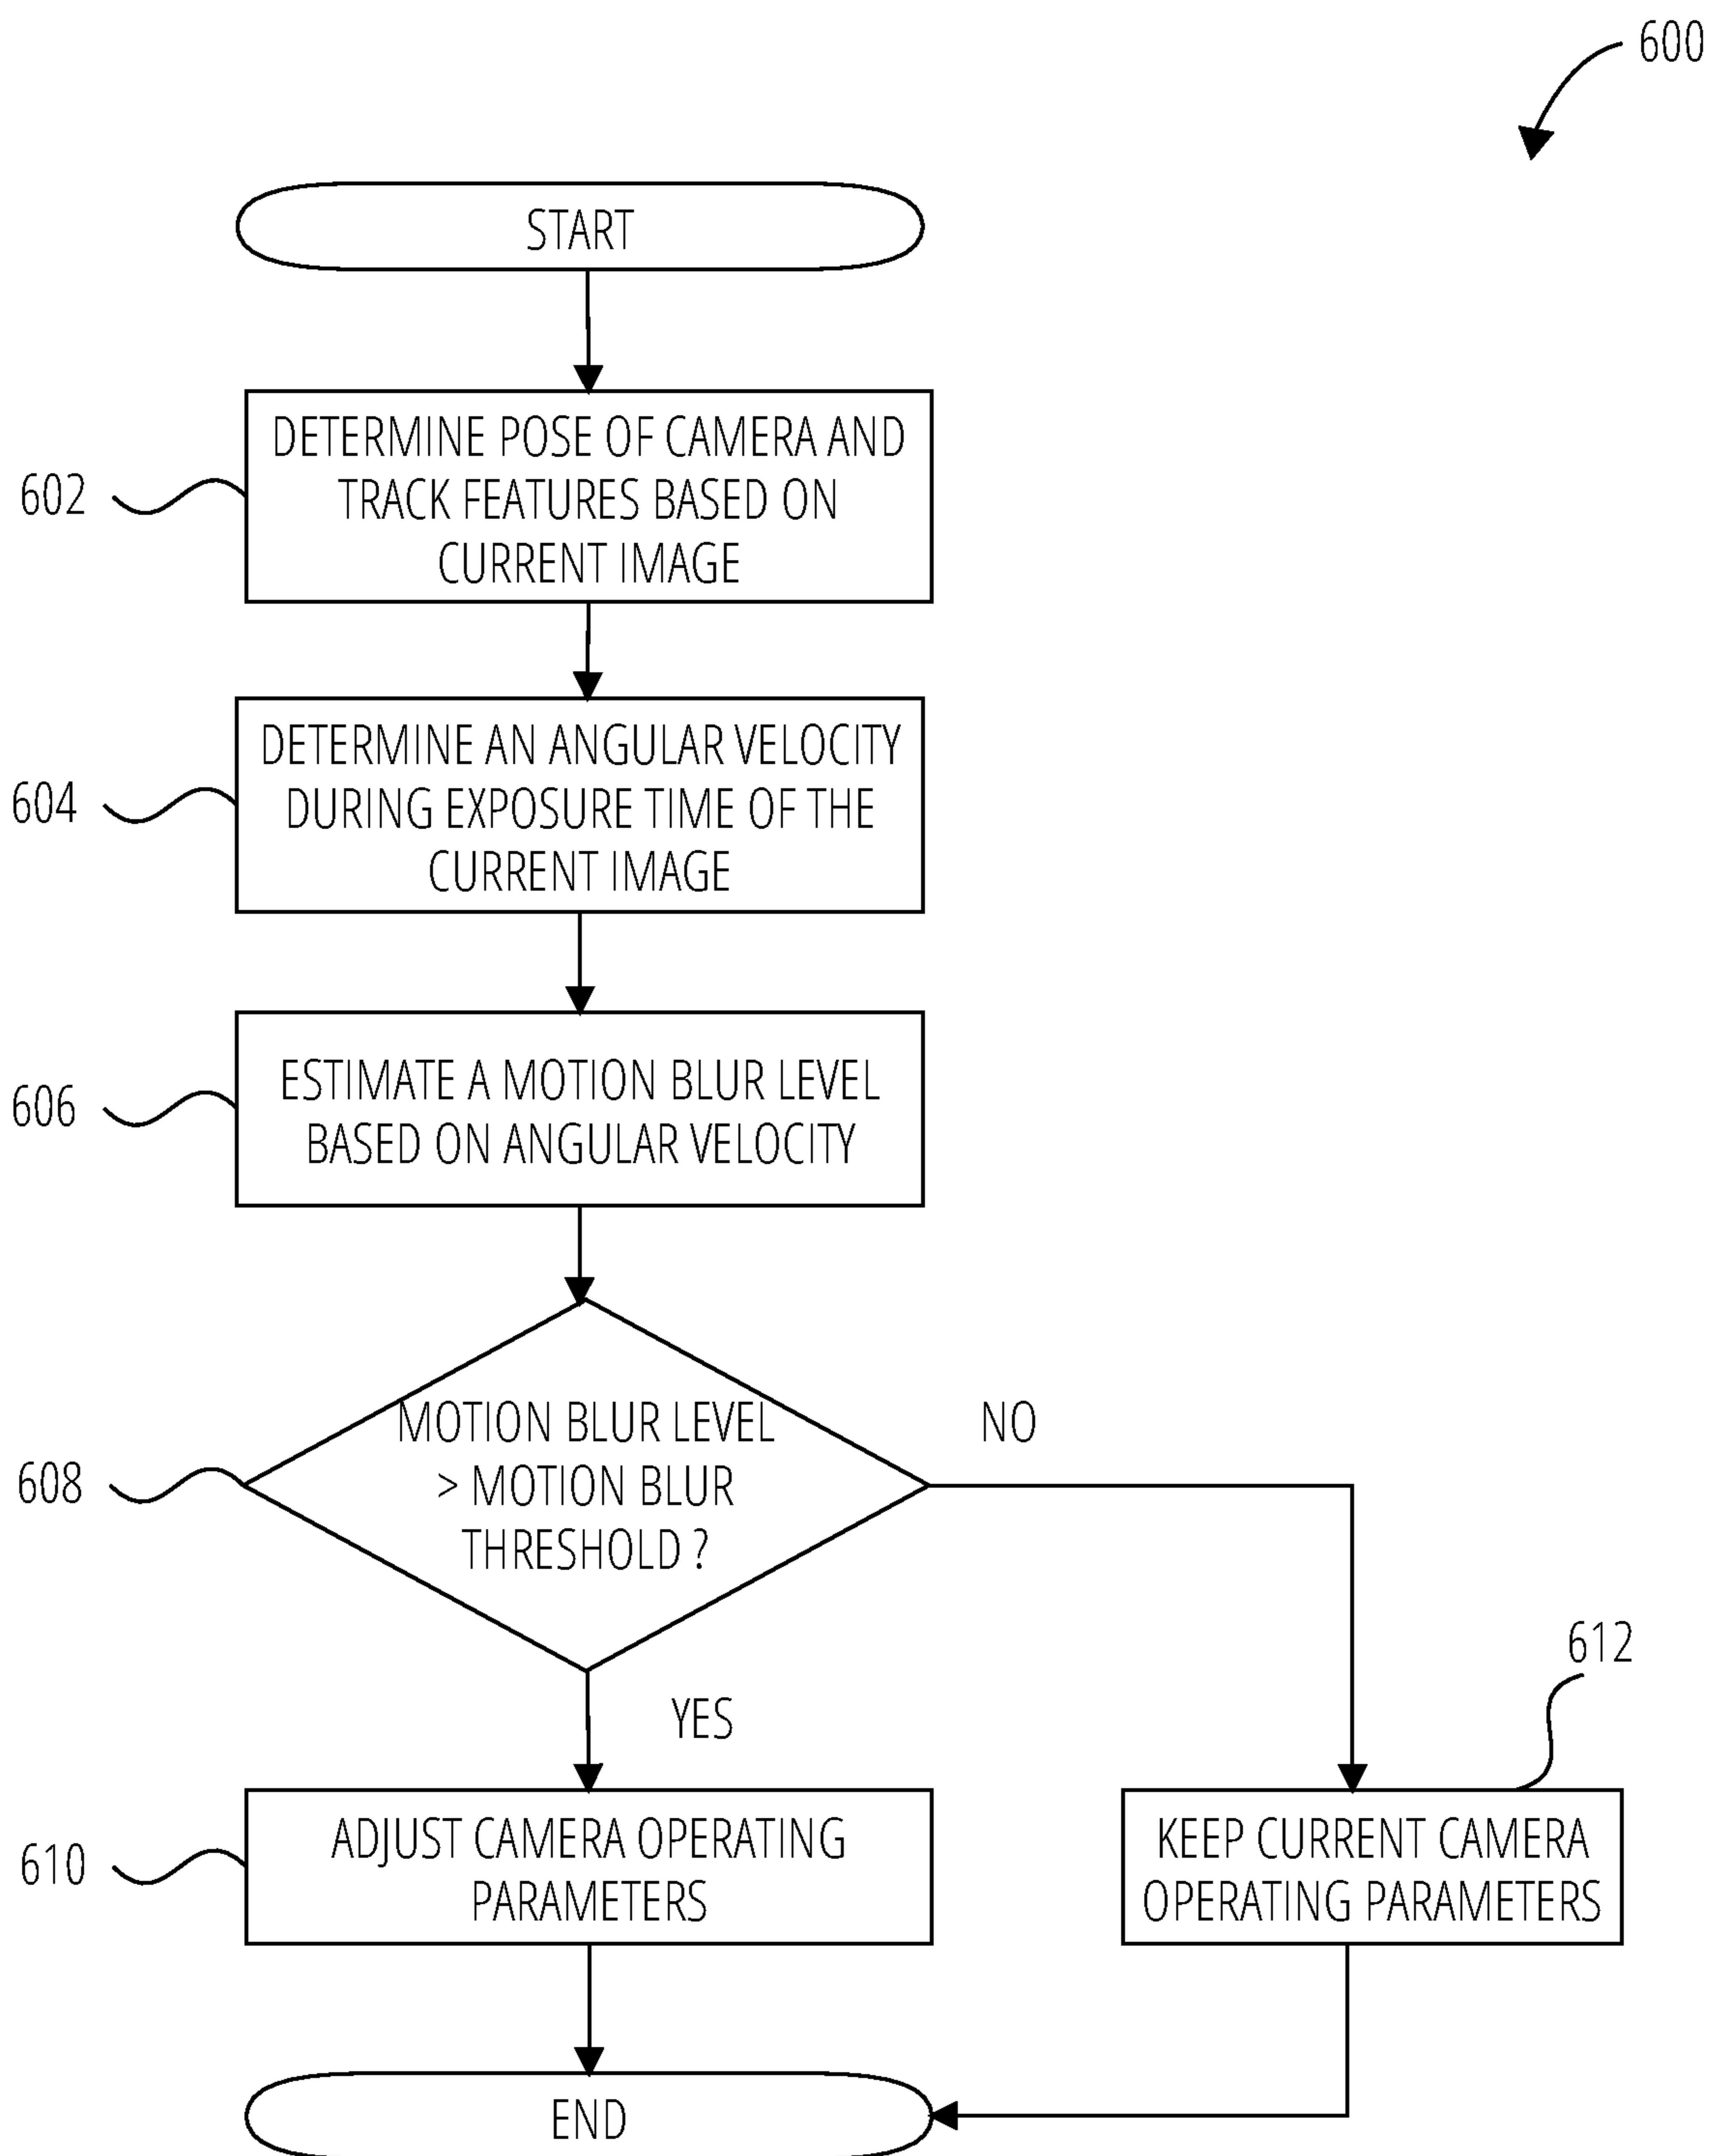 600
START
602
DETERMINE POSE OF CAMERA AND
TRACK FEATURES BASED ON
CURRENT IMAGE
604
DETERMINE AN ANGULAR VELOCITY
DURING EXPOSURE TIME OF THE
CURRENT IMAGE
606
ESTIMATE A MOTION BLUR LEVEL
BASED ON ANGULAR VELOCITY
608
MOTION BLUR LEVEL
> MOTION BLUR
THRESHOLD ?
NO
YES
610
ADJUST CAMERA OPERATING
PARAMETERS
612
KEEP CURRENT CAMERA
OPERATING PARAMETERS
END